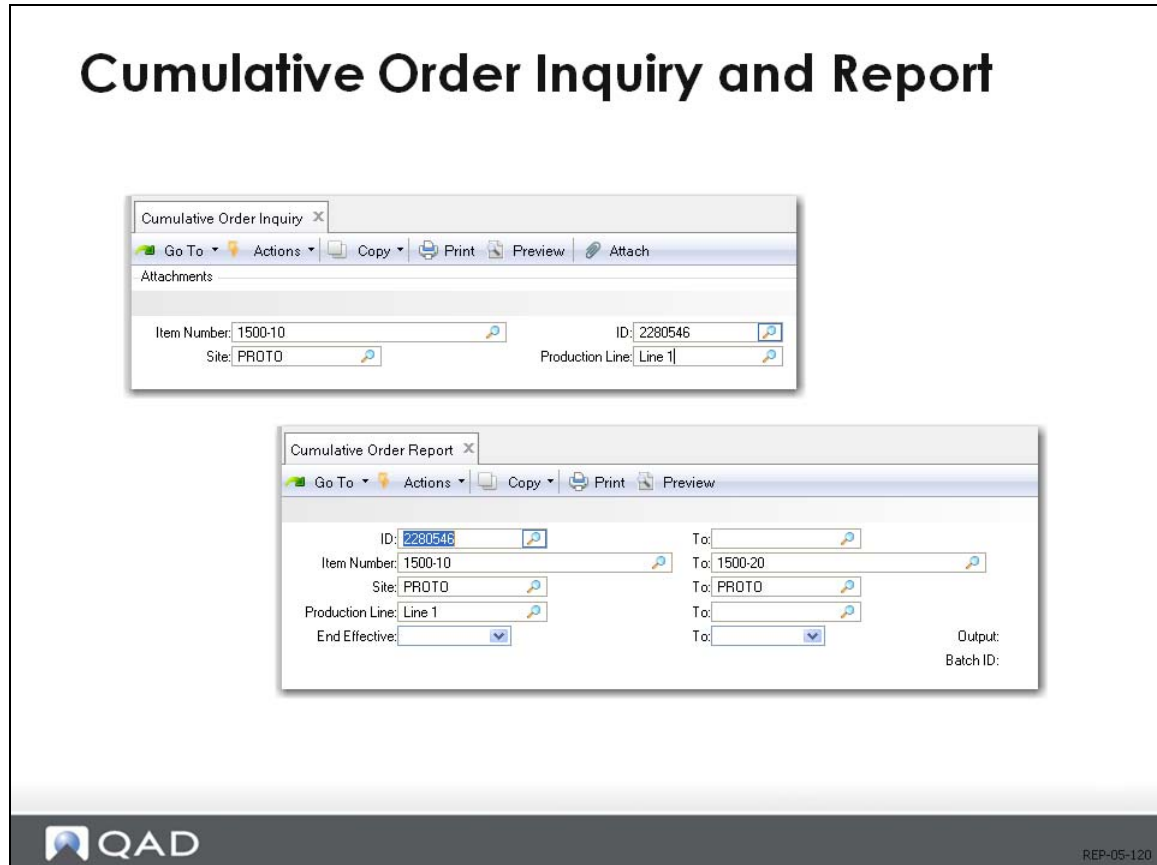 Cumulative Order Inquiry and Report
Cumulative Order Inquiry
Go To Actions Copy Print Preview Attach
Attachments
Item Number: 1500-10 ID: 2280546
Site: PROTO Production Line: Line 1
Cumulative Order Report
Go To Actions Copy Print Preview
ID: 2280546 To:
Item Number: 1500-10 To: 1500-20
Site: PROTO To: PROTO
Production Line: Line 1 To:
End Effective: To: Output:
Batch ID:
QAD
REP-05-120